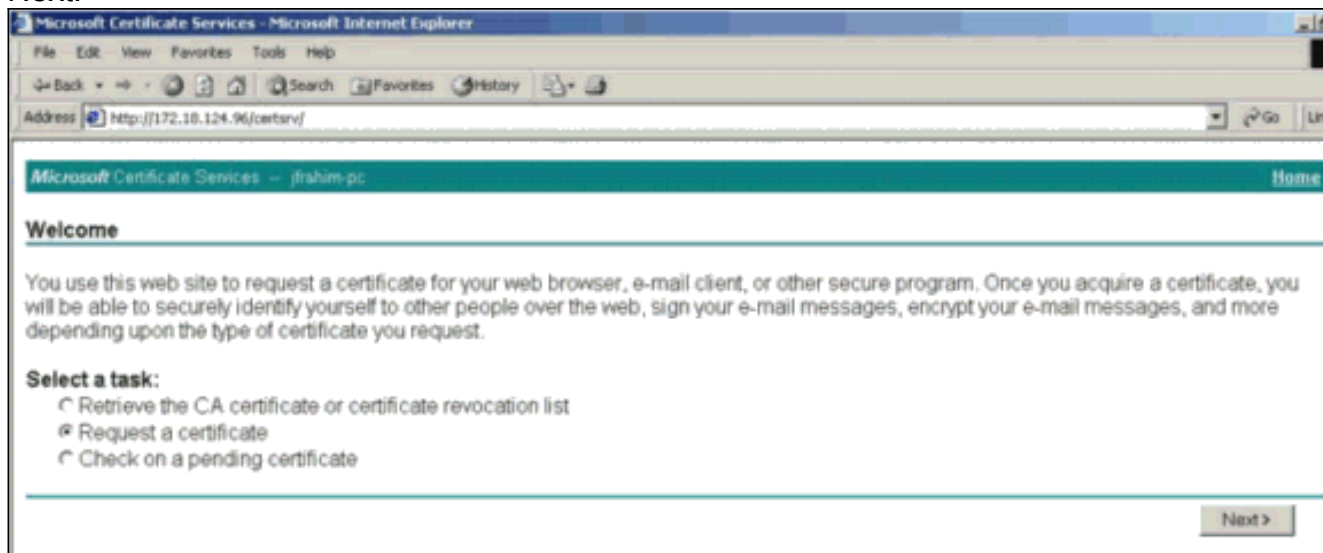 Microsoft Certificate Services - Microsoft Internet Explorer
File Edit View Favorites Tools Help
Back Search Favorites History
Address http://172.18.124.96/certsrv/ Go
Microsoft Certificate Services -- jfrahim-pc Home
Welcome
You use this web site to request a certificate for your web browser, e-mail client, or other secure program. Once you acquire a certificate, you
will be able to securely identify yourself to other people over the web, sign your e-mail messages, encrypt your e-mail messages, and more
depending upon the type of certificate you request.
Select a task:
Retrieve the CA certificate or certificate revocation list
Request a certificate
Check on a pending certificate
Next >